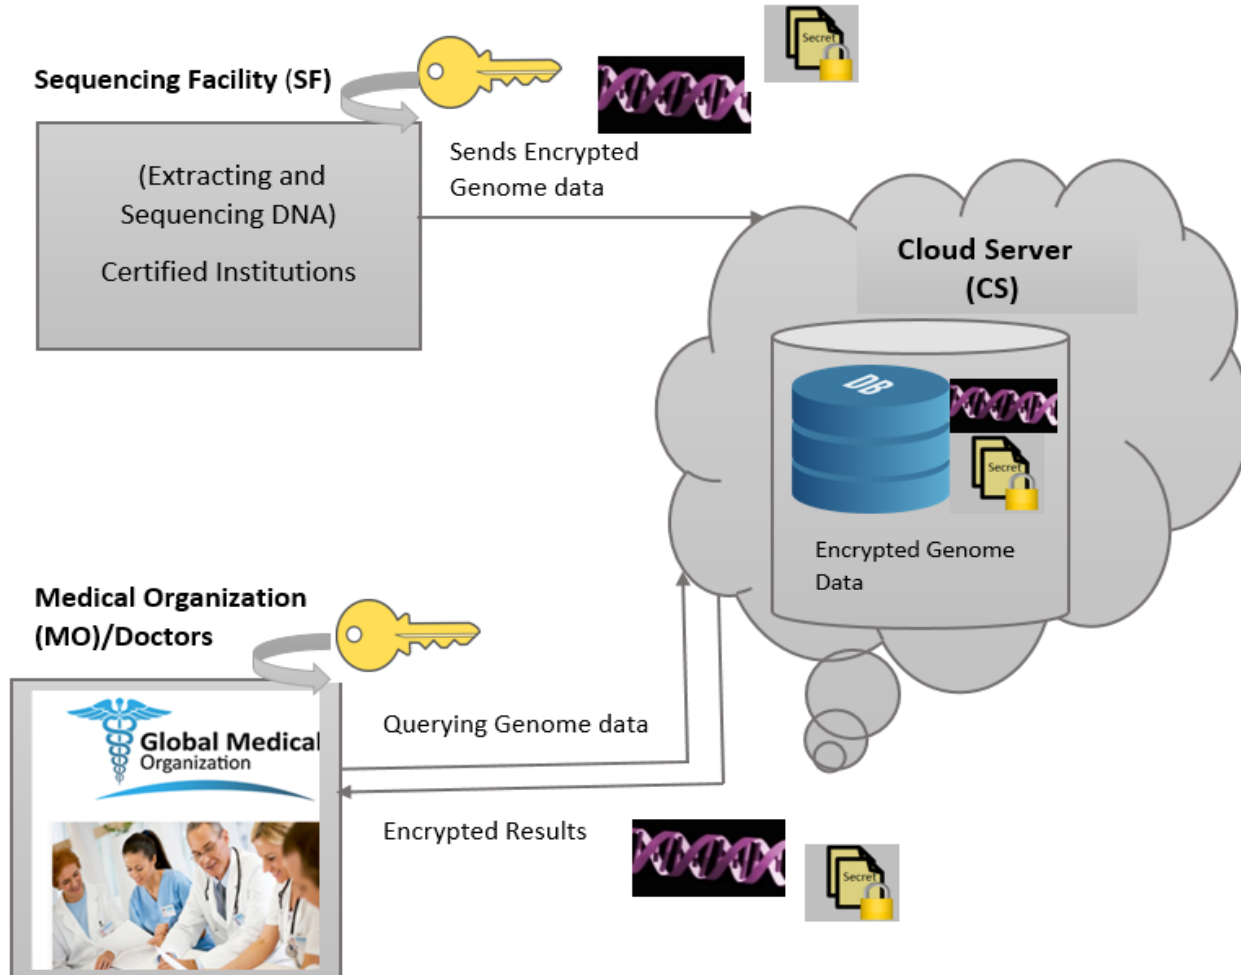 Secret
Sequencing Facility (SF)
(Extracting and
Sequencing DNA)
Certified Institutions
Sends Encrypted
Genome data
Cloud Server
(CS)
DB
Secret
Encrypted Genome
Data
Medical Organization
(MO)/Doctors
Global Medical
Organization
Querying Genome data
Encrypted Results
Secret